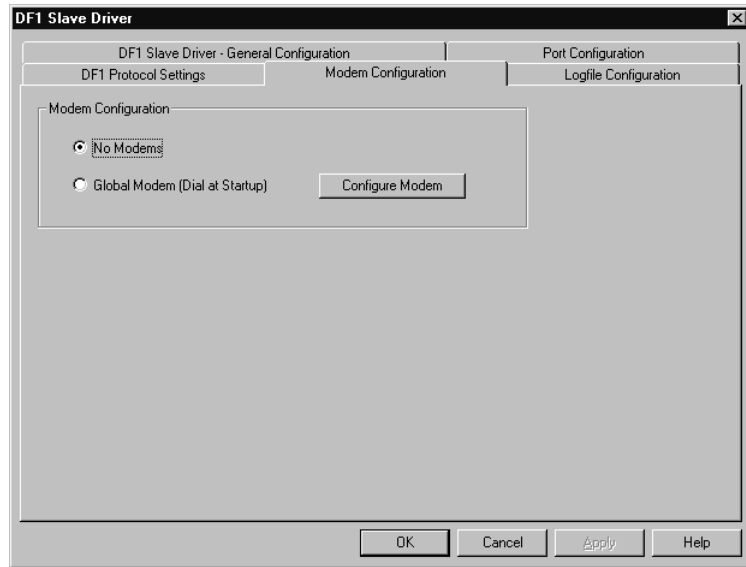 DF1 Slave Driver
DF1 Slave Driver - General Configuration Port Configuration
DF1 Protocol Settings Modem Configuration Logfile Configuration
Modem Configuration
No Modems
Global Modem (Dial at Startup) Configure Modem
OK Cancel Apply Help